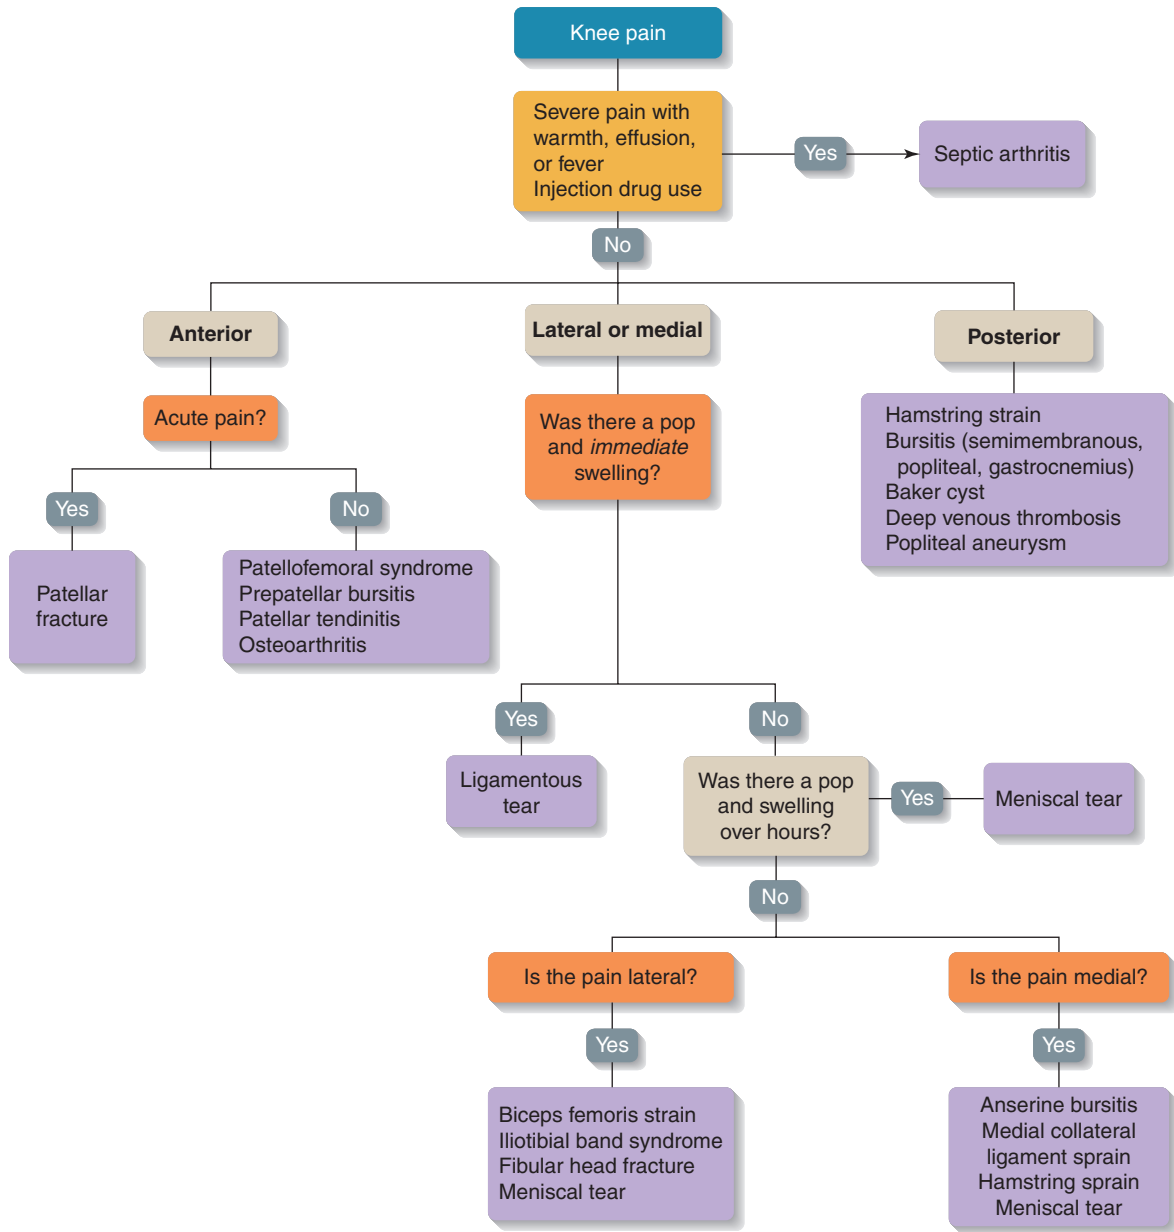 Knee pain
Severe pain with
warmth, effusion,
or fever
Injection drug use
Yes
Septic arthritis
No
Anterior
Lateral or medial
Posterior
Acute pain?
Was there a pop
and immediate
swelling?
Hamstring strain
Bursitis (semimembranous,
popliteal, gastrocnemius)
Baker cyst
Deep venous thrombosis
Popliteal aneurysm
Yes
No
Patellar
fracture
Patellofemoral syndrome
Prepatellar bursitis
Patellar tendinitis
Osteoarthritis
Yes
No
Ligamentous
tear
Was there a pop
and swelling
over hours?
Yes
Meniscal tear
No
Is the pain lateral?
Is the pain medial?
Yes
Yes
Biceps femoris strain
Iliotibial band syndrome
Fibular head fracture
Meniscal tear
Anserine bursitis
Medial collateral
ligament sprain
Hamstring sprain
Meniscal tear